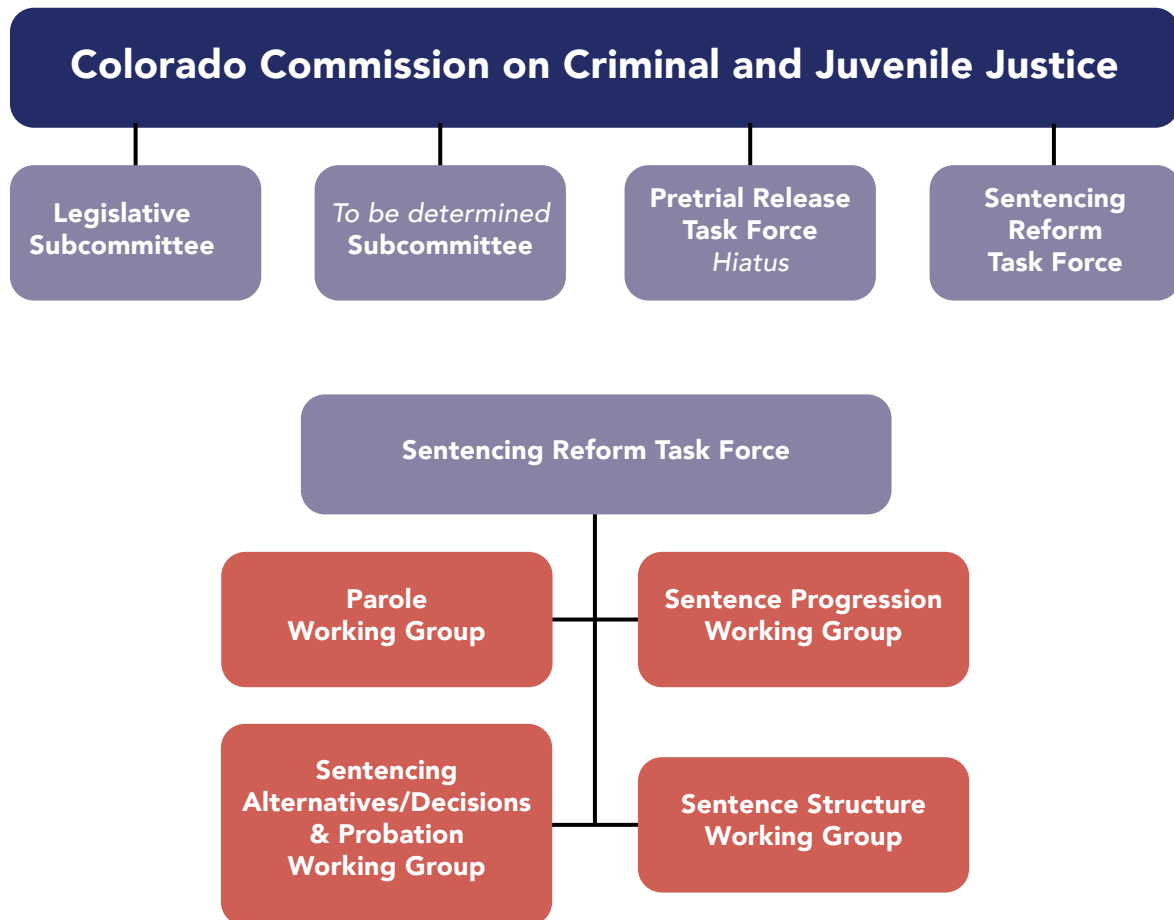 Colorado Commission on Criminal and Juvenile Justice
Legislative
Subcommittee
To be determined
Subcommittee
Pretrial Release
Task Force
Hiatus
Sentencing
Reform
Task Force
Sentencing Reform Task Force
Parole
Working Group
Sentence Progression
Working Group
Sentencing
Alternatives/Decisions
& Probation
Working Group
Sentence Structure
Working Group